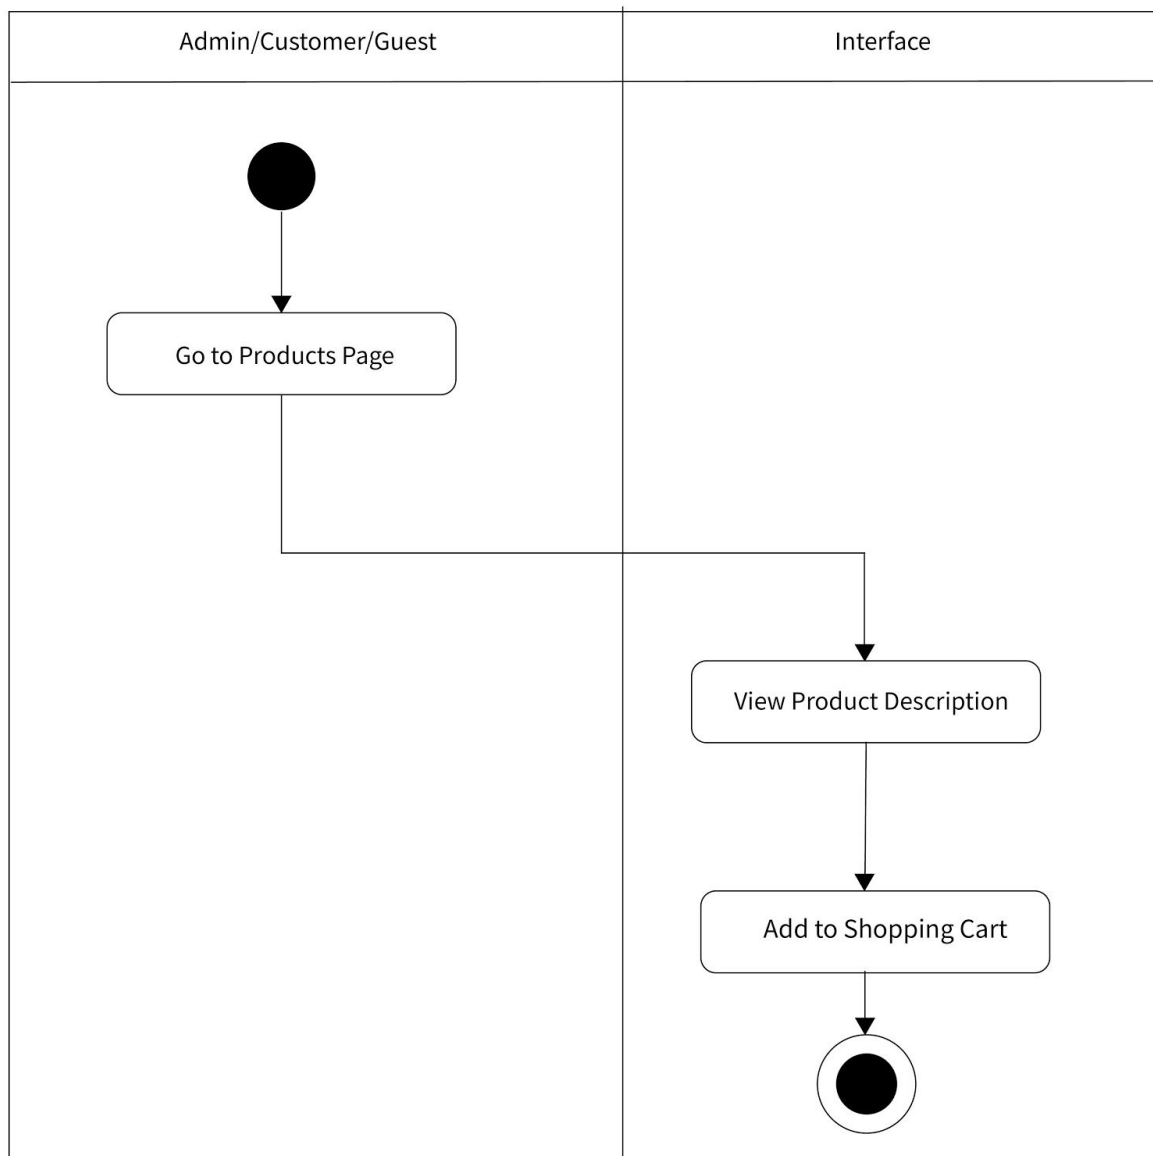 Admin/Customer/Guest
Interface
Go to Products Page
View Product Description
Add to Shopping Cart